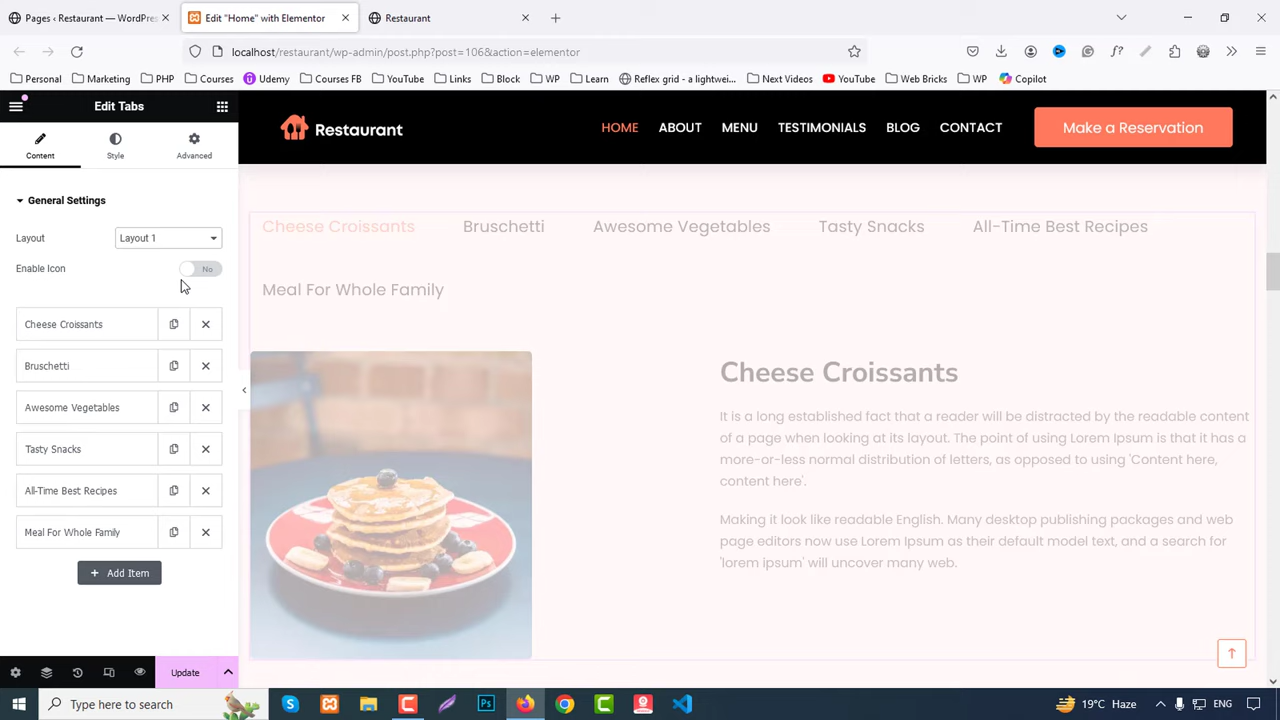 Pages ‹ Restaurant — WordPres
Edit "Home" with Elementor
Restaurant
localhost/restaurant/wp-admin/post.php?post=106&action=elementor
Personal
Marketing
PHP
Courses
Udemy
Courses FB
YouTube
Links
Block
WP
Learn
Reflex grid - a lightwei...
Next Videos
YouTube
Web Bricks
WP
Copilot
Edit Tabs
Content
Style
Advanced
General Settings
Layout
Layout 1
Enable Icon
No
Cheese Croissants
Bruschetti
Awesome Vegetables
Tasty Snacks
All-Time Best Recipes
Meal For Whole Family
Add Item
Update
Restaurant
HOME
ABOUT
MENU
TESTIMONIALS
BLOG
CONTACT
Make a Reservation
Cheese Croissants
Bruschetti
Awesome Vegetables
Tasty Snacks
All-Time Best Recipes
Meal For Whole Family
Cheese Croissants
It is a long established fact that a reader will be distracted by the readable content
of a page when looking at its layout. The point of using Lorem Ipsum is that it has a
more-or-less normal distribution of letters, as opposed to using 'Content here,
content here'.
Making it look like readable English. Many desktop publishing packages and web
page editors now use Lorem Ipsum as their default model text, and a search for
'lorem ipsum' will uncover many web.
Type here to search
Ps
19°C Haze
ENG